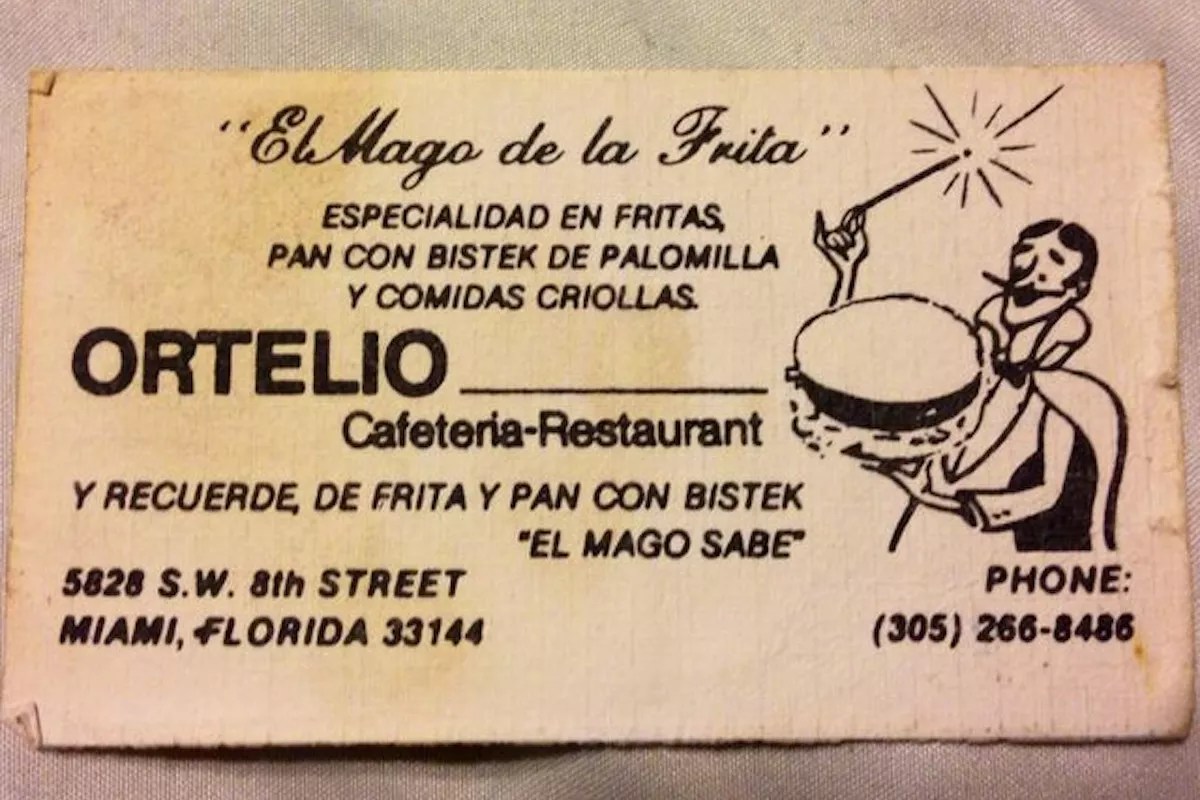 "El Mago de la Frita"
ESPECIALIDAD EN FRITAS,
PAN CON BISTEK DE PALOMILLA
Y COMIDAS CRIOLLAS.
ORTELIO
Cafeteria-Restaurant
Y RECUERDE, DE FRITA Y PAN CON BISTEK
"EL MAGO SABE"
5828 S.W. 8th STREET
MIAMI, FLORIDA 33144
PHONE:
(305) 266-8486